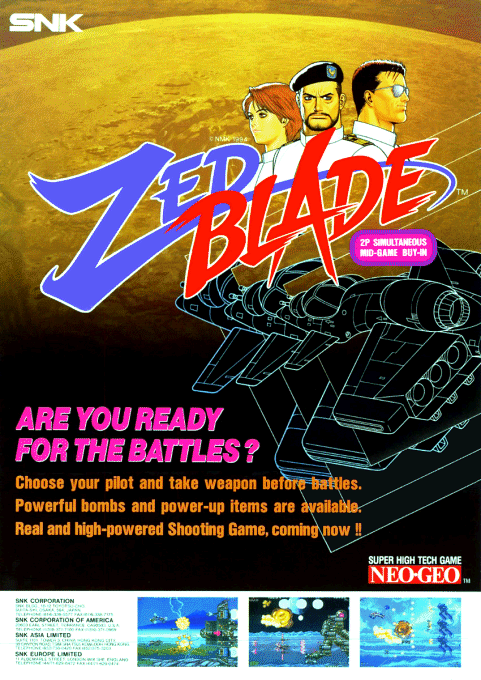 SNK
© NMK 1994
ZED
BLADE TM
2P SIMULTANEOUS
MID-GAME BUY-IN
ARE YOU READY
FOR THE BATTLES?
Choose your pilot and take weapon before battles.
Powerful bombs and power-up items are available.
Real and high-powered Shooting Game, coming now !!
SUPER HIGH TECH GAME
NEO•GEO TM
SNK CORPORATION
SNK CORPORATION OF AMERICA
SNK ASIA LIMITED
SNK EUROPE LIMITED